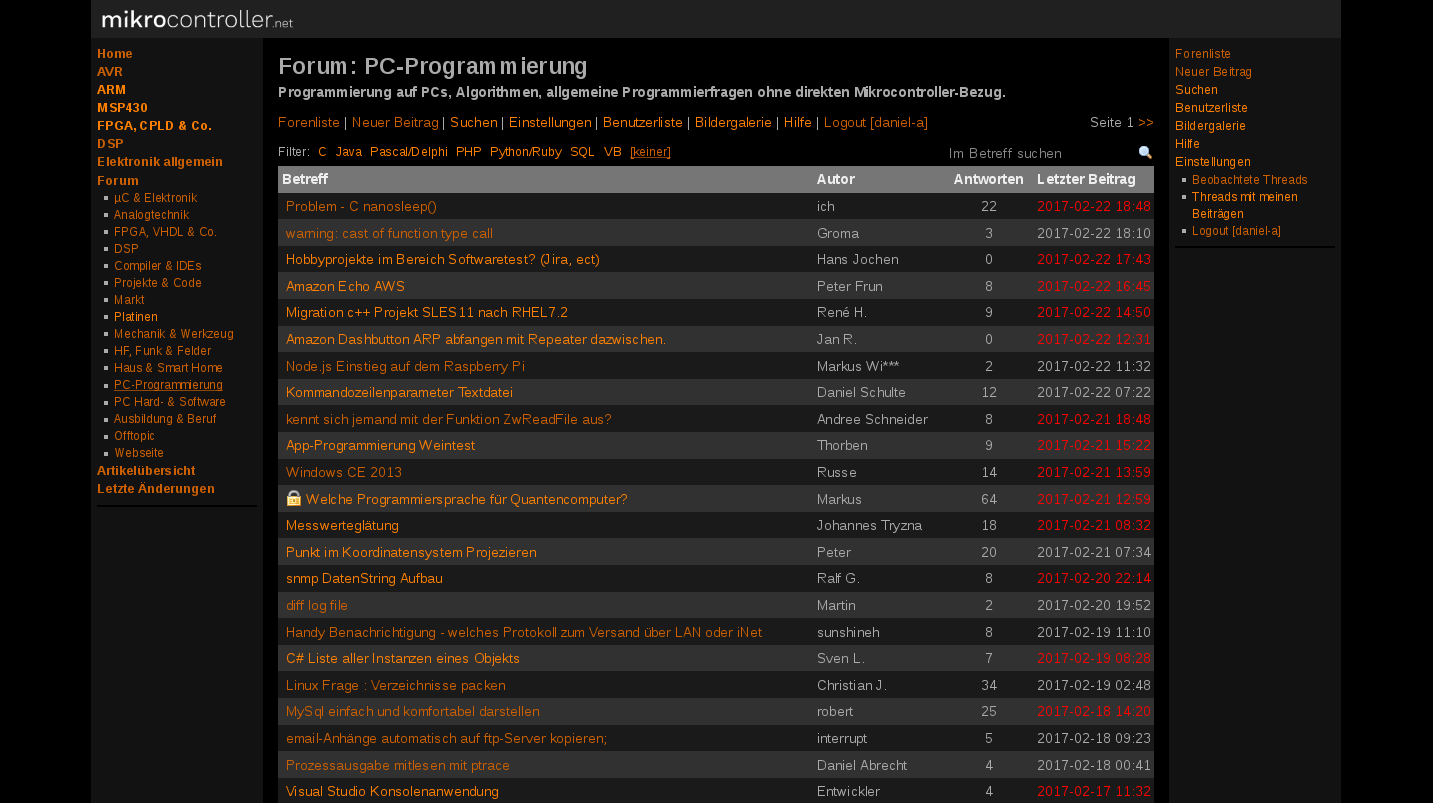 mikrocontroller.net
Home
AVR
ARM
MSP430
FPGA, CPLD & Co.
DSP
Elektronik allgemein
Forum
µC & Elektronik
Analogtechnik
FPGA, VHDL & Co.
DSP
Compiler & IDEs
Projekte & Code
Markt
Platinen
Mechanik & Werkzeug
HF, Funk & Felder
Haus & Smart Home
PC-Programmierung
PC Hard- & Software
Ausbildung & Beruf
Offtopic
Webseite
Artikelübersicht
Letzte Änderungen
Forum: PC-Programmierung
Programmierung auf PCs, Algorithmen, allgemeine Programmierfragen ohne direkten Mikrocontroller-Bezug.
Forenliste | Neuer Beitrag | Suchen | Einstellungen | Benutzerliste | Bildergalerie | Hilfe | Logout [daniel-a] Seite 1 >>
Filter: C Java Pascal/Delphi PHP Python/Ruby SQL VB [keiner] Im Betreff suchen
Betreff Autor Antworten Letzter Beitrag
Problem - C nanosleep() ich 22 2017-02-22 18:48
warning: cast of function type call Groma 3 2017-02-22 18:10
Hobbyprojekte im Bereich Softwaretest? (Jira, ect) Hans Jochen 0 2017-02-22 17:43
Amazon Echo AWS Peter Frun 8 2017-02-22 16:45
Migration c++ Projekt SLES11 nach RHEL7.2 René H. 9 2017-02-22 14:50
Amazon Dashbutton ARP abfangen mit Repeater dazwischen. Jan R. 0 2017-02-22 12:31
Node.js Einstieg auf dem Raspberry Pi Markus Wi*** 2 2017-02-22 11:32
Kommandozeilenparameter Textdatei Daniel Schulte 12 2017-02-22 07:22
kennt sich jemand mit der Funktion ZwReadFile aus? Andree Schneider 8 2017-02-21 18:48
App-Programmierung Weintest Thorben 9 2017-02-21 15:22
Windows CE 2013 Russe 14 2017-02-21 13:59
Welche Programmiersprache für Quantencomputer? Markus 64 2017-02-21 12:59
Messwerteglätung Johannes Tryzna 18 2017-02-21 08:32
Punkt im Koordinatensystem Projezieren Peter 20 2017-02-21 07:34
snmp DatenString Aufbau Ralf G. 8 2017-02-20 22:14
diff log file Martin 2 2017-02-20 19:52
Handy Benachrichtigung - welches Protokoll zum Versand über LAN oder iNet sunshineh 8 2017-02-19 11:10
C# Liste aller Instanzen eines Objekts Sven L. 7 2017-02-19 08:28
Linux Frage : Verzeichnisse packen Christian J. 34 2017-02-19 02:48
MySql einfach und komfortabel darstellen robert 25 2017-02-18 14:20
email-Anhänge automatisch auf ftp-Server kopieren; interrupt 5 2017-02-18 09:23
Prozessausgabe mitlesen mit ptrace Daniel Abrecht 4 2017-02-18 00:41
Visual Studio Konsolenanwendung Entwickler 4 2017-02-17 11:32
Forenliste
Neuer Beitrag
Suchen
Benutzerliste
Bildergalerie
Hilfe
Einstellungen
Beobachtete Threads
Threads mit meinen
Beiträgen
Logout [daniel-a]